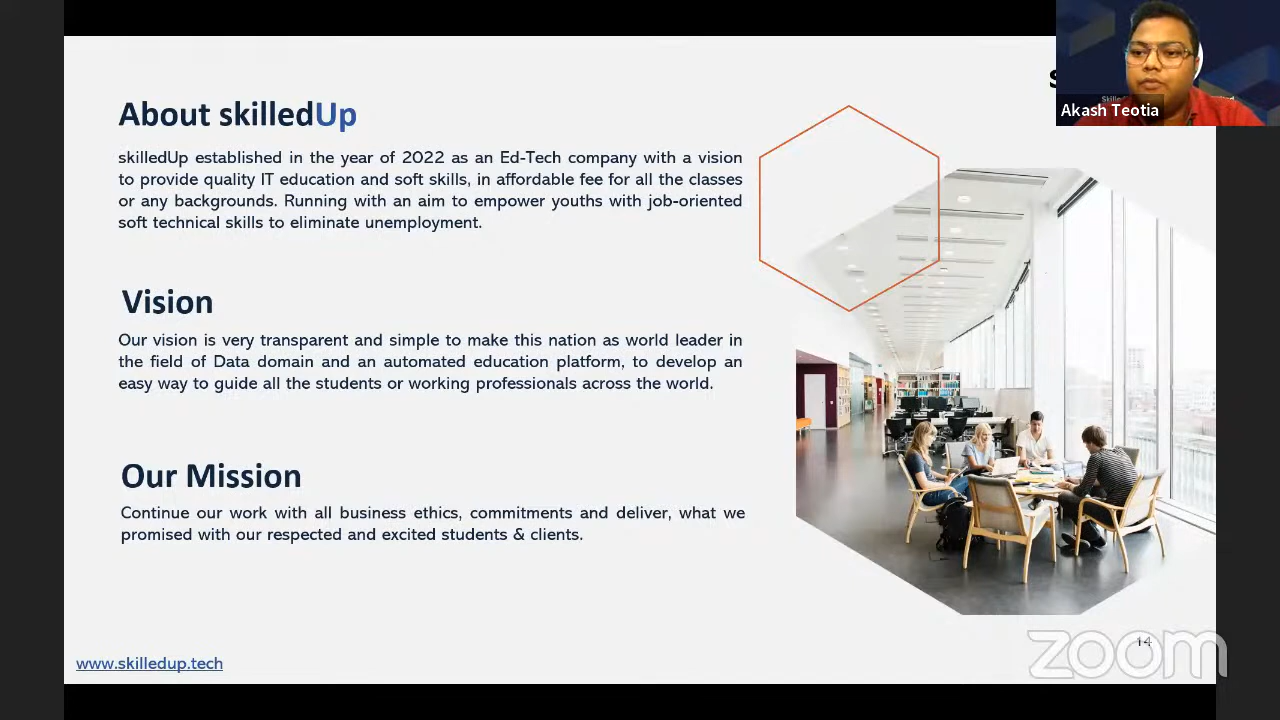 About skilledUp
skilledUp established in the year of 2022 as an Ed-Tech company with a vision
to provide quality IT education and soft skills, in affordable fee for all the classes
or any backgrounds. Running with an aim to empower youths with job-oriented
soft technical skills to eliminate unemployment.
Vision
Our vision is very transparent and simple to make this nation as world leader in
the field of Data domain and an automated education platform, to develop an
easy way to guide all the students or working professionals across the world.
Our Mission
Continue our work with all business ethics, commitments and deliver, what we
promised with our respected and excited students & clients.
www.skilledup.tech
Akash Teotia
14
zoom